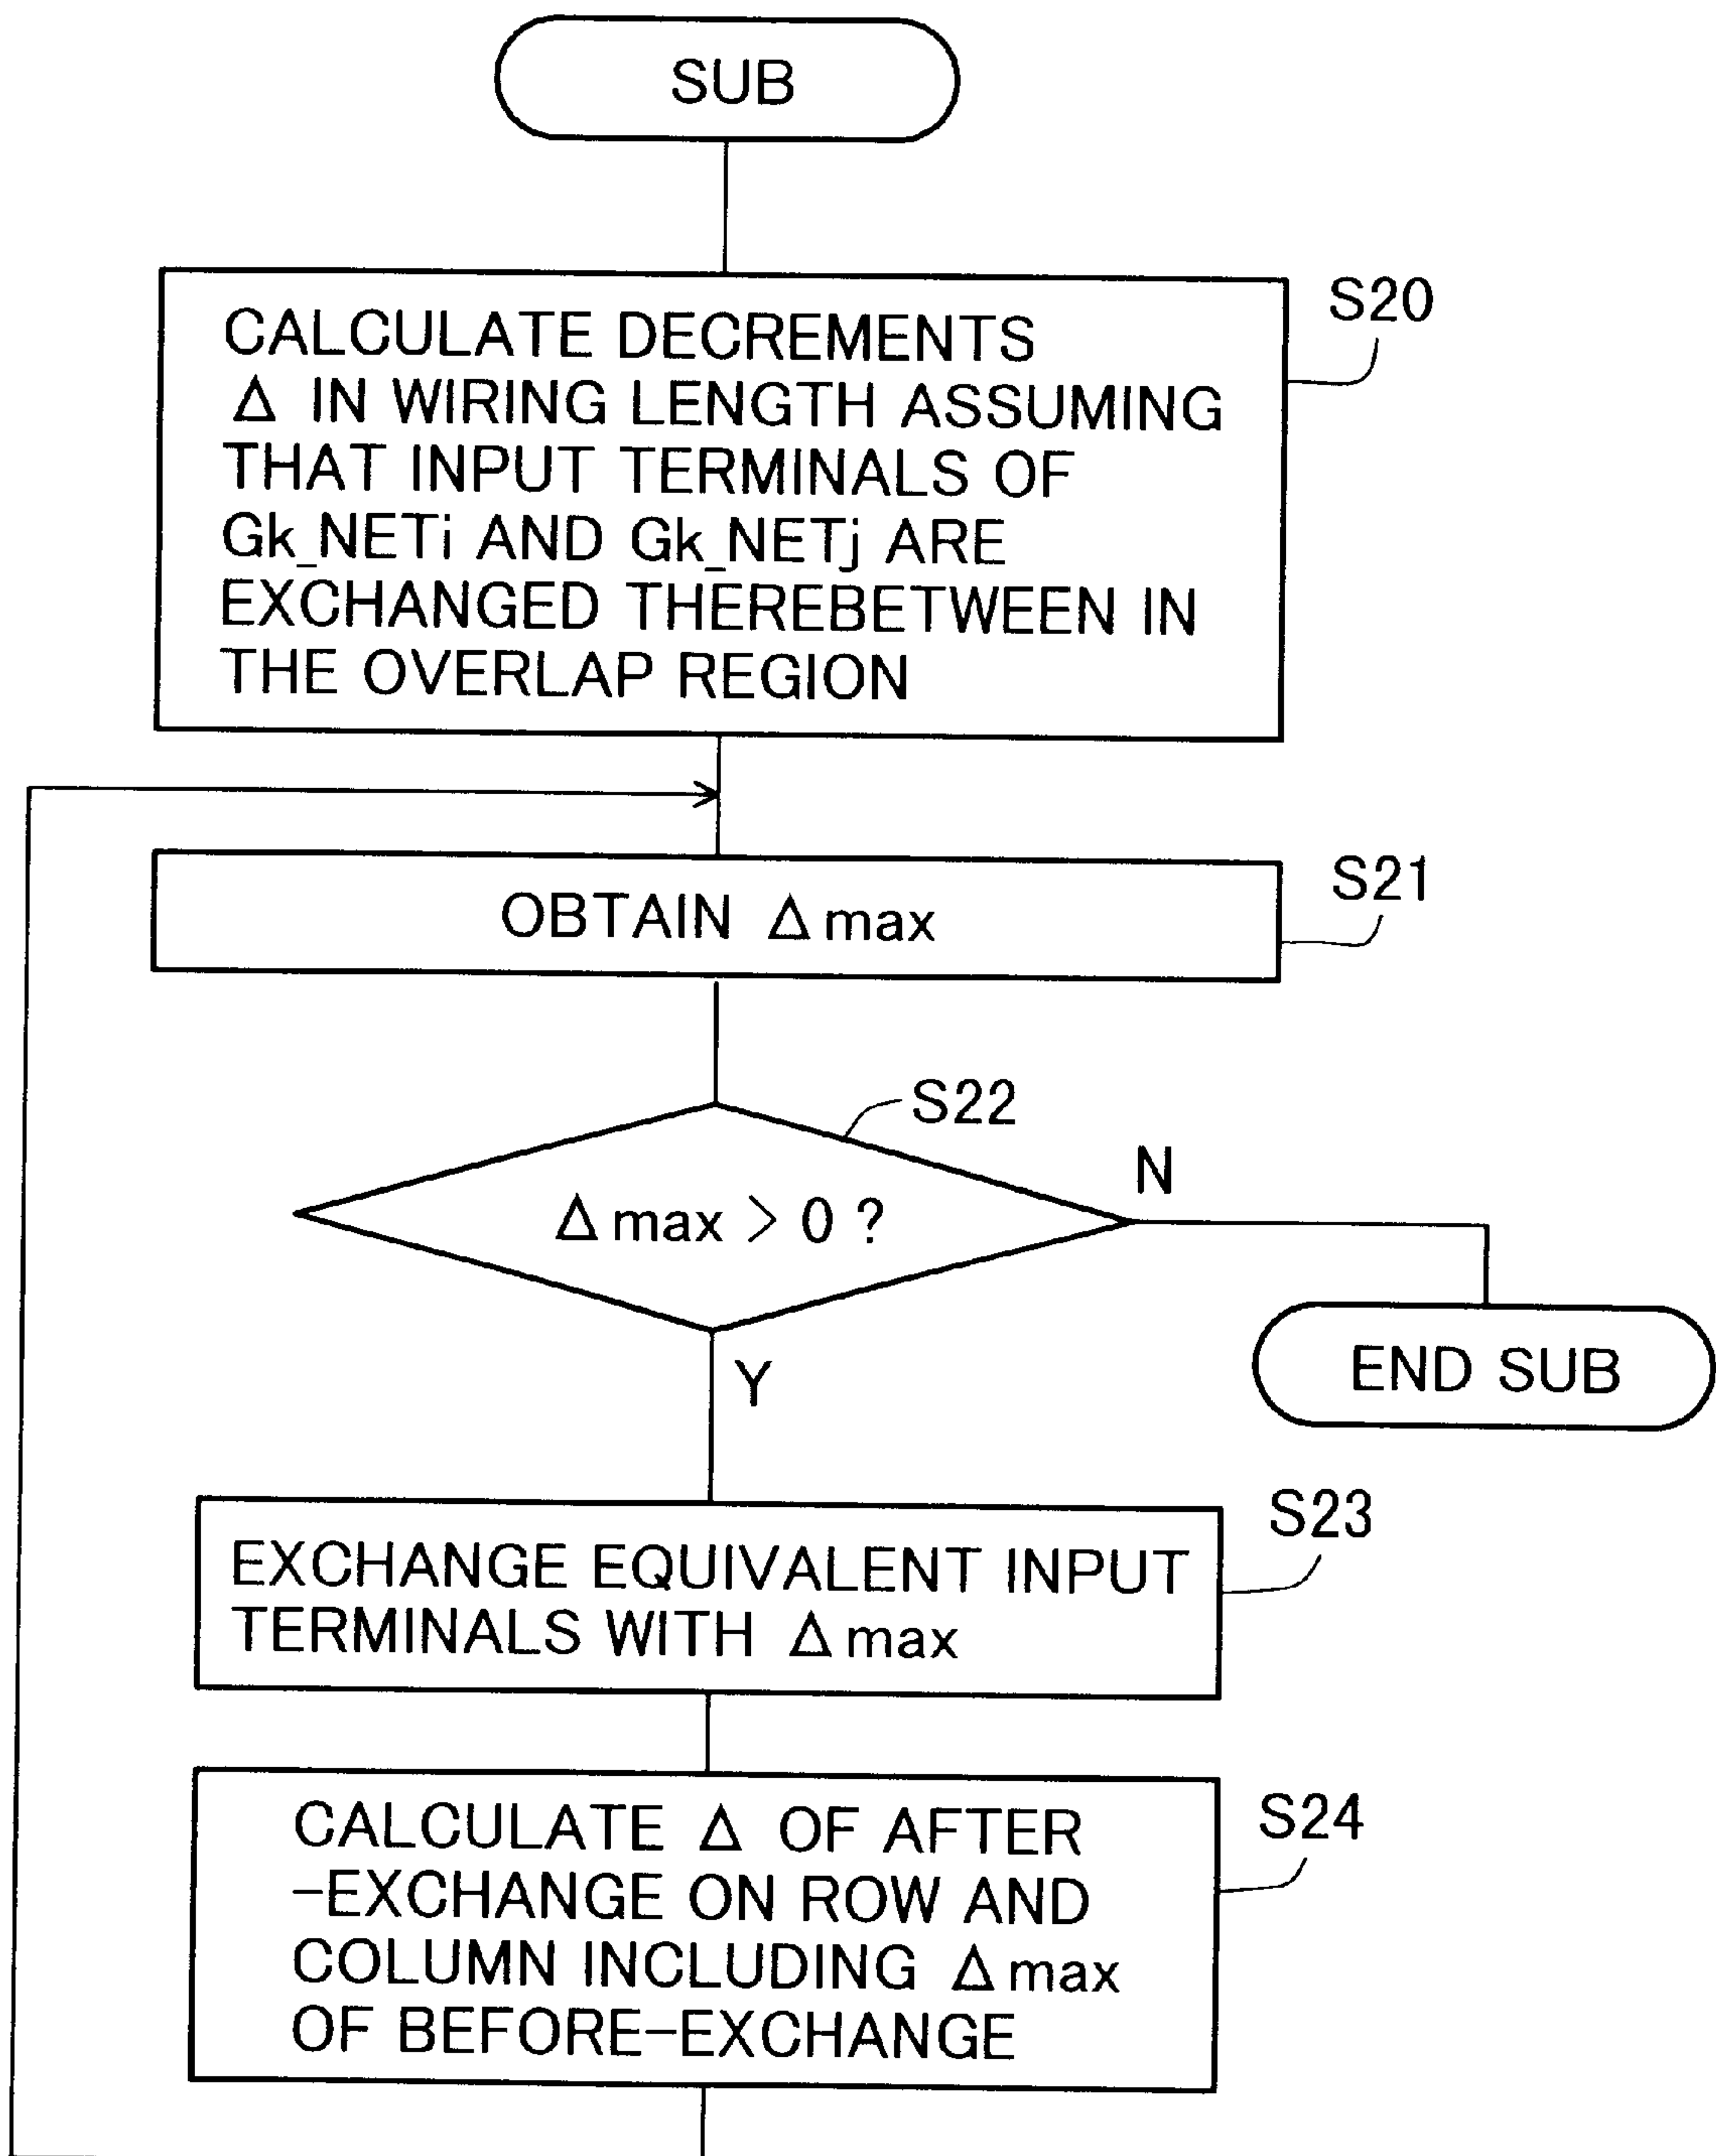 SUB
S20
CALCULATE DECREMENTS
Δ IN WIRING LENGTH ASSUMING
THAT INPUT TERMINALS OF
Gk_NETi AND Gk_NETj ARE
EXCHANGED THEREBETWEEN IN
THE OVERLAP REGION
S21
OBTAIN Δmax
S22
N
Δmax > 0 ?
END SUB
Y
S23
EXCHANGE EQUIVALENT INPUT
TERMINALS WITH Δmax
S24
CALCULATE Δ OF AFTER
-EXCHANGE ON ROW AND
COLUMN INCLUDING Δmax
OF BEFORE-EXCHANGE